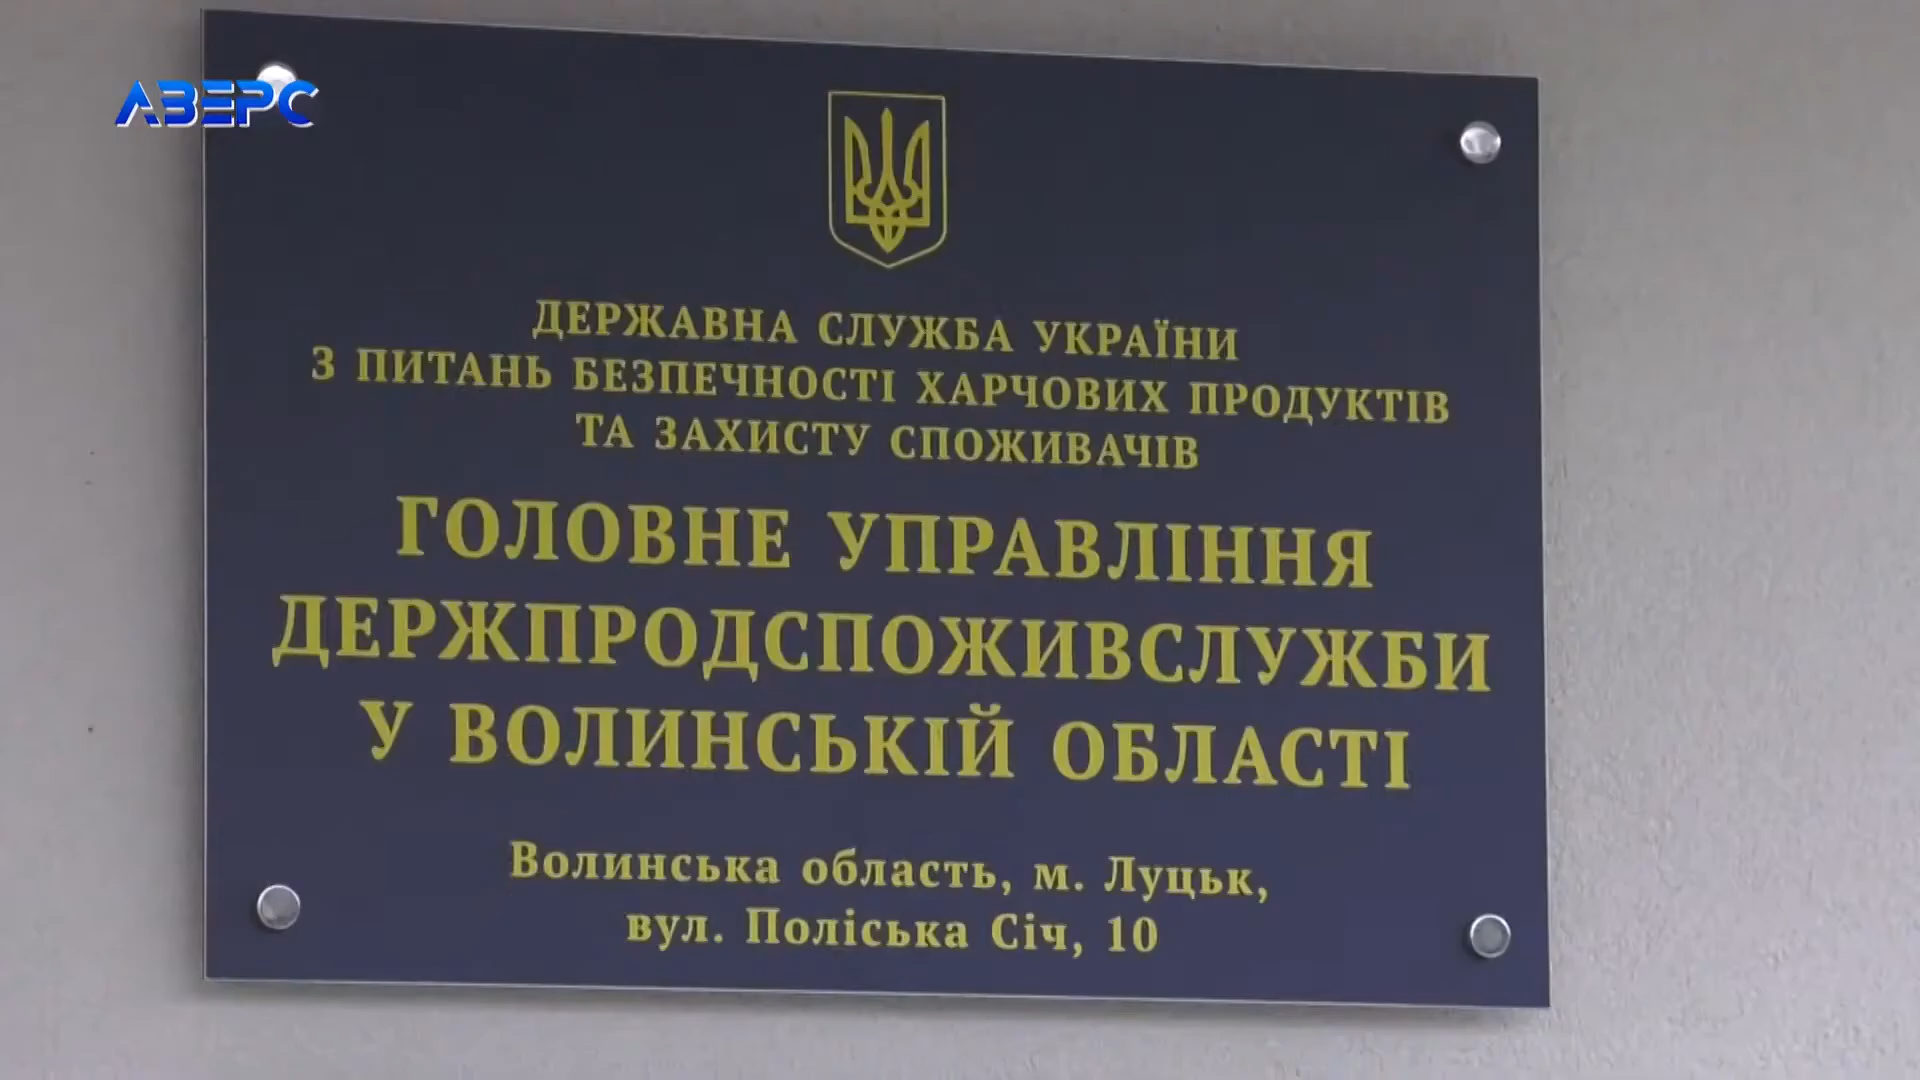 АВЕРС
ДЕРЖАВНА СЛУЖБА УКРАЇНИ
З ПИТАНЬ БЕЗПЕЧНОСТІ ХАРЧОВИХ ПРОДУКТІВ
ТА ЗАХИСТУ СПОЖИВАЧІВ
ГОЛОВНЕ УПРАВЛІННЯ
ДЕРЖПРОДСПОЖИВСЛУЖБИ
У ВОЛИНСЬКІЙ ОБЛАСТІ
Волинська область, м. Луцьк,
вул. Поліська Січ, 10